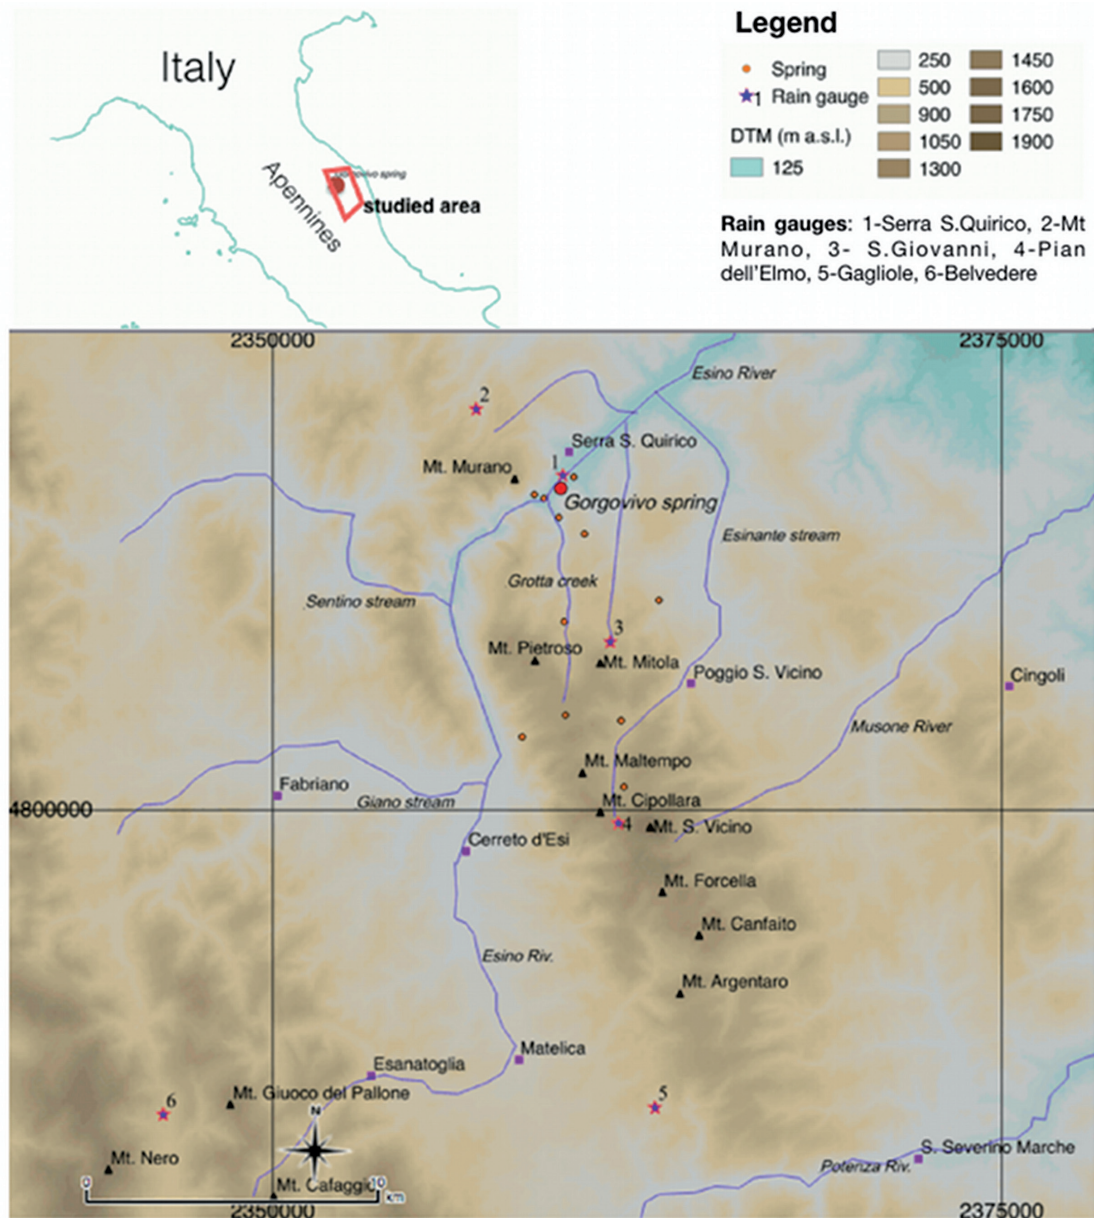 Italy
Apennines
Gorgovivo spring
studied area
Legend
Spring
1 Rain gauge
DTM (m a.s.l.)
125
250
500
900
1050
1300
1450
1600
1750
1900
Rain gauges: 1-Serra S.Quirico, 2-Mt
Murano, 3- S.Giovanni, 4-Pian
dell'Elmo, 5-Gagliole, 6-Belvedere
2350000
2375000
Esino River
2
Serra S. Quirico
1
Mt. Murano
Gorgovivo spring
Esinante stream
Grotta creek
Sentino stream
3
Mt. Pietroso
Mt. Mitola
Poggio S. Vicino
Cingoli
Musone River
Mt. Maltempo
Fabriano
Giano stream
Mt. Cipollara
4800000
4
Mt. S. Vicino
Cerreto d'Esi
Mt. Forcella
Mt. Canfaito
Esino Riv.
Mt. Argentaro
Matelica
Esanatoglia
Mt. Giuoco del Pallone
6
5
N
S. Severino Marche
Mt. Nero
Potenza Riv.
Mt. Cafaggio
0
10
km
2350000
2375000